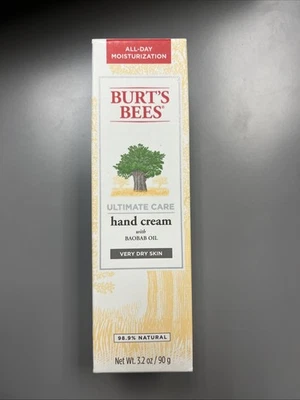 ALL-DAY
MOISTURIZATION
BURT'S
BEES®
ULTIMATE CARE
hand cream
with
BAOBAB OIL
VERY DRY SKIN
98.9% NATURAL
Net Wt. 3.2 oz / 90 g